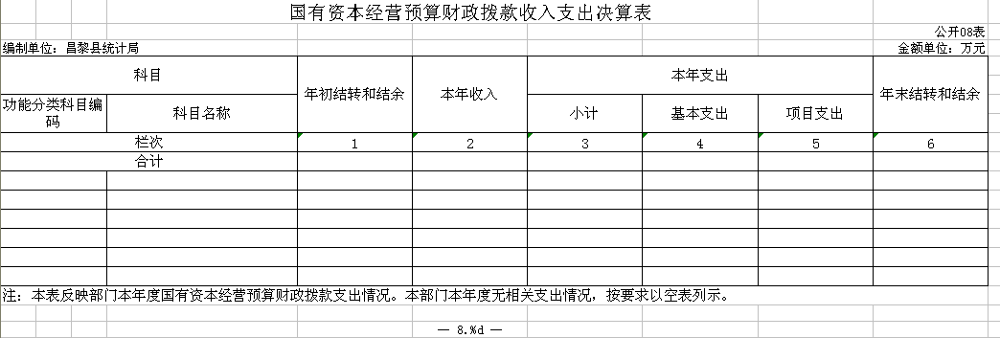 国有资本经营预算财政拨款收入支出决算表
公开08表
编制单位：昌黎县统计局 金额单位：万元
科目 年初结转和结余 本年收入 本年支出 年末结转和结余
功能分类科目编码 科目名称 小计 基本支出 项目支出
栏次 1 2 3 4 5 6
合计
注：本表反映部门本年度国有资本经营预算财政拨款支出情况。本部门本年度无相关支出情况，按要求以空表列示。
— 8.%d —